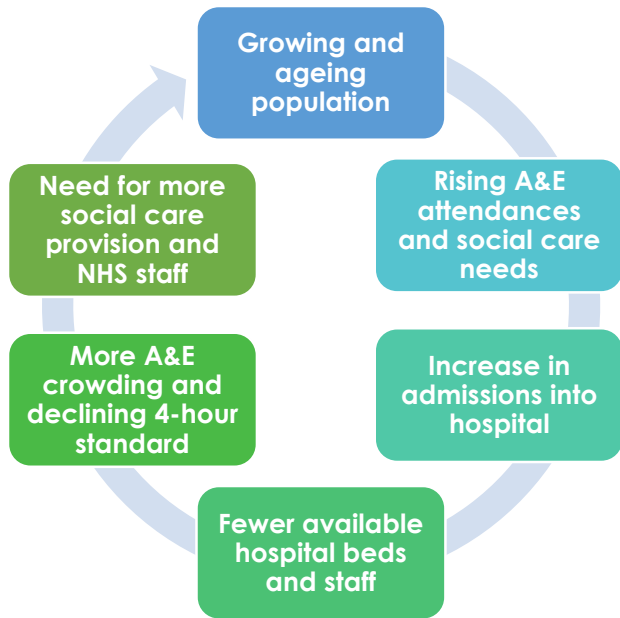 Growing and
ageing
population
Rising A&E
attendances
and social care
needs
Increase in
admissions into
hospital
Fewer available
hospital beds
and staff
More A&E
crowding and
declining 4-hour
standard
Need for more
social care
provision and
NHS staff